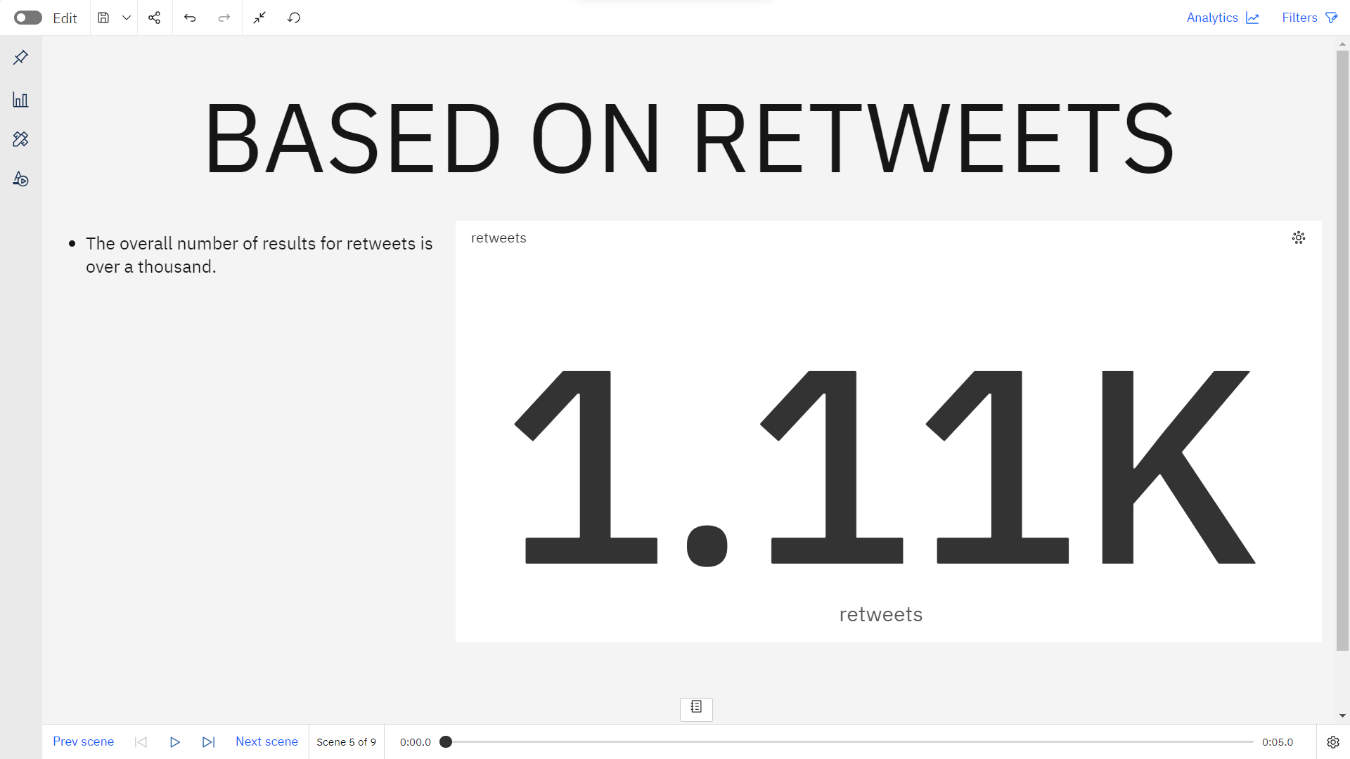 Edit
Analytics
Filters
BASED ON RETWEETS
• The overall number of results for retweets is
over a thousand.
retweets
1.11K
retweets
Prev scene
Next scene
Scene 5 of 9
0:00.0
0:05.0